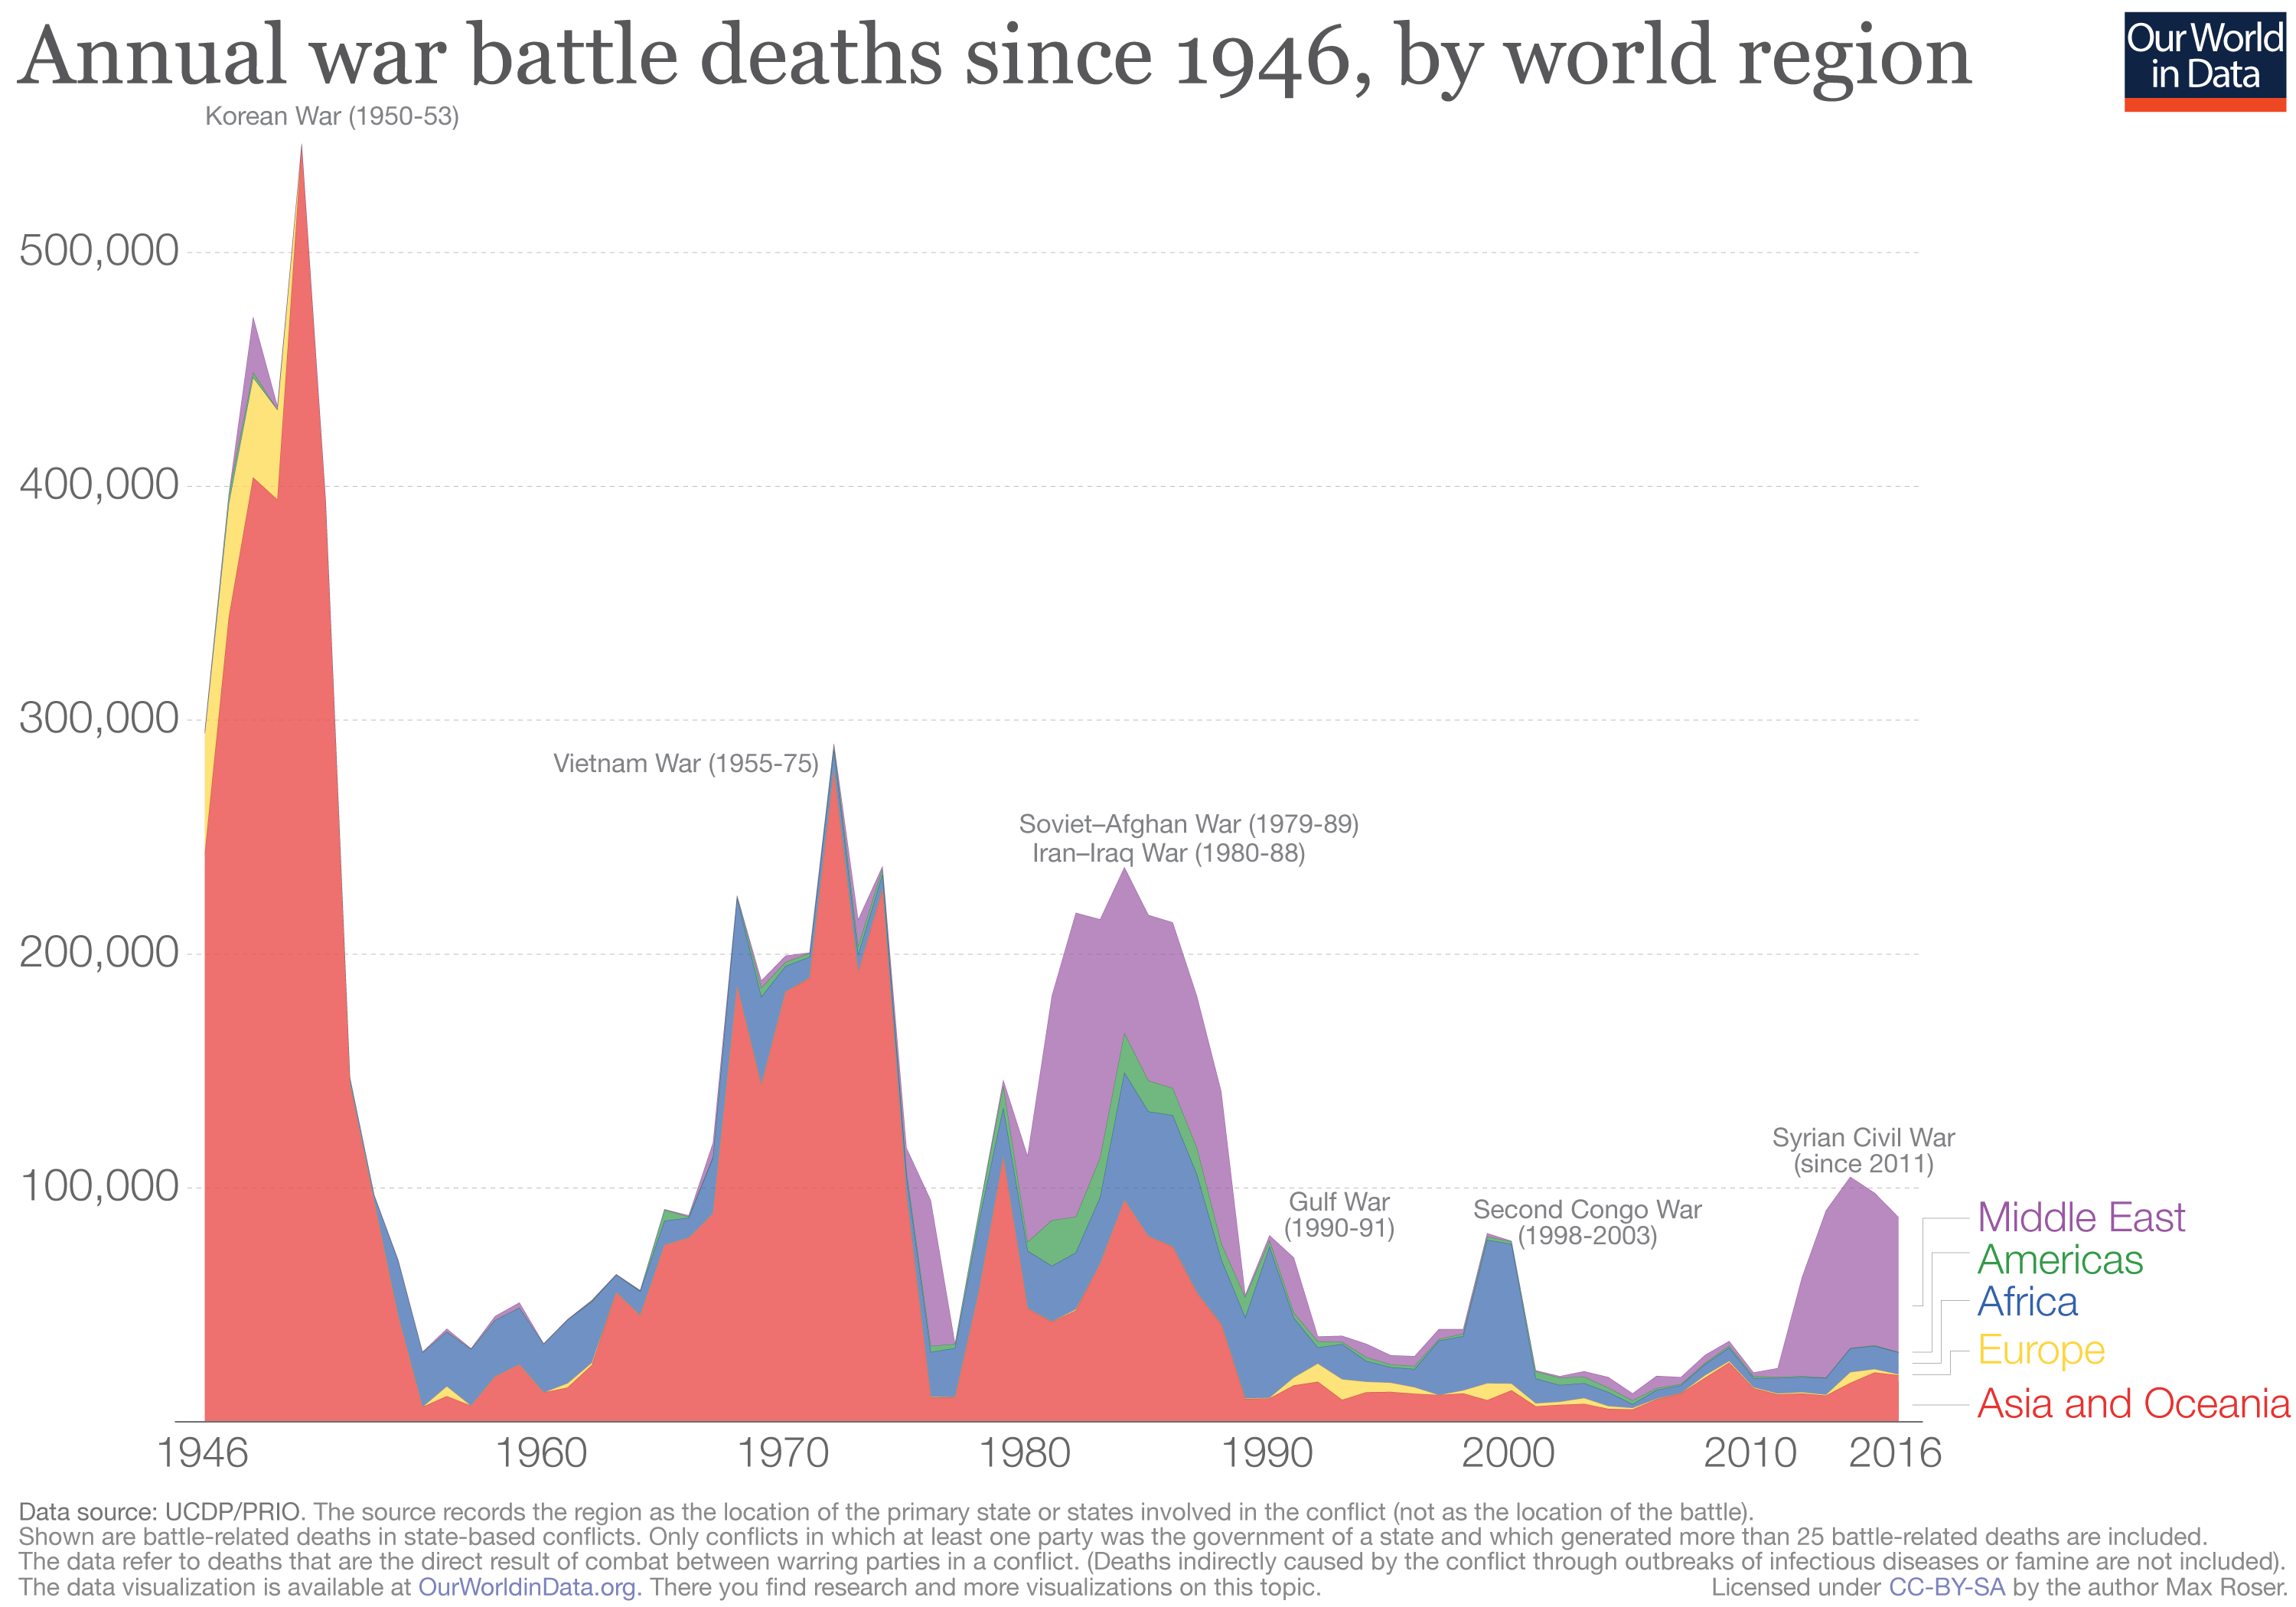 Annual war battle deaths since 1946, by world region
Our World
in Data
Korean War (1950-53)
500,000
400,000
300,000
Vietnam War (1955-75)
Soviet–Afghan War (1979-89)
Iran–Iraq War (1980-88)
200,000
100,000
Gulf War
(1990-91)
Second Congo War
(1998-2003)
Syrian Civil War
(since 2011)
Middle East
Americas
Africa
Europe
Asia and Oceania
1946 1960 1970 1980 1990 2000 2010 2016
Data source: UCDP/PRIO. The source records the region as the location of the primary state or states involved in the conflict (not as the location of the battle).
Shown are battle-related deaths in state-based conflicts. Only conflicts in which at least one party was the government of a state and which generated more than 25 battle-related deaths are included.
The data refer to deaths that are the direct result of combat between warring parties in a conflict. (Deaths indirectly caused by the conflict through outbreaks of infectious diseases or famine are not included).
The data visualization is available at OurWorldinData.org. There you find research and more visualizations on this topic.
Licensed under CC-BY-SA by the author Max Roser.